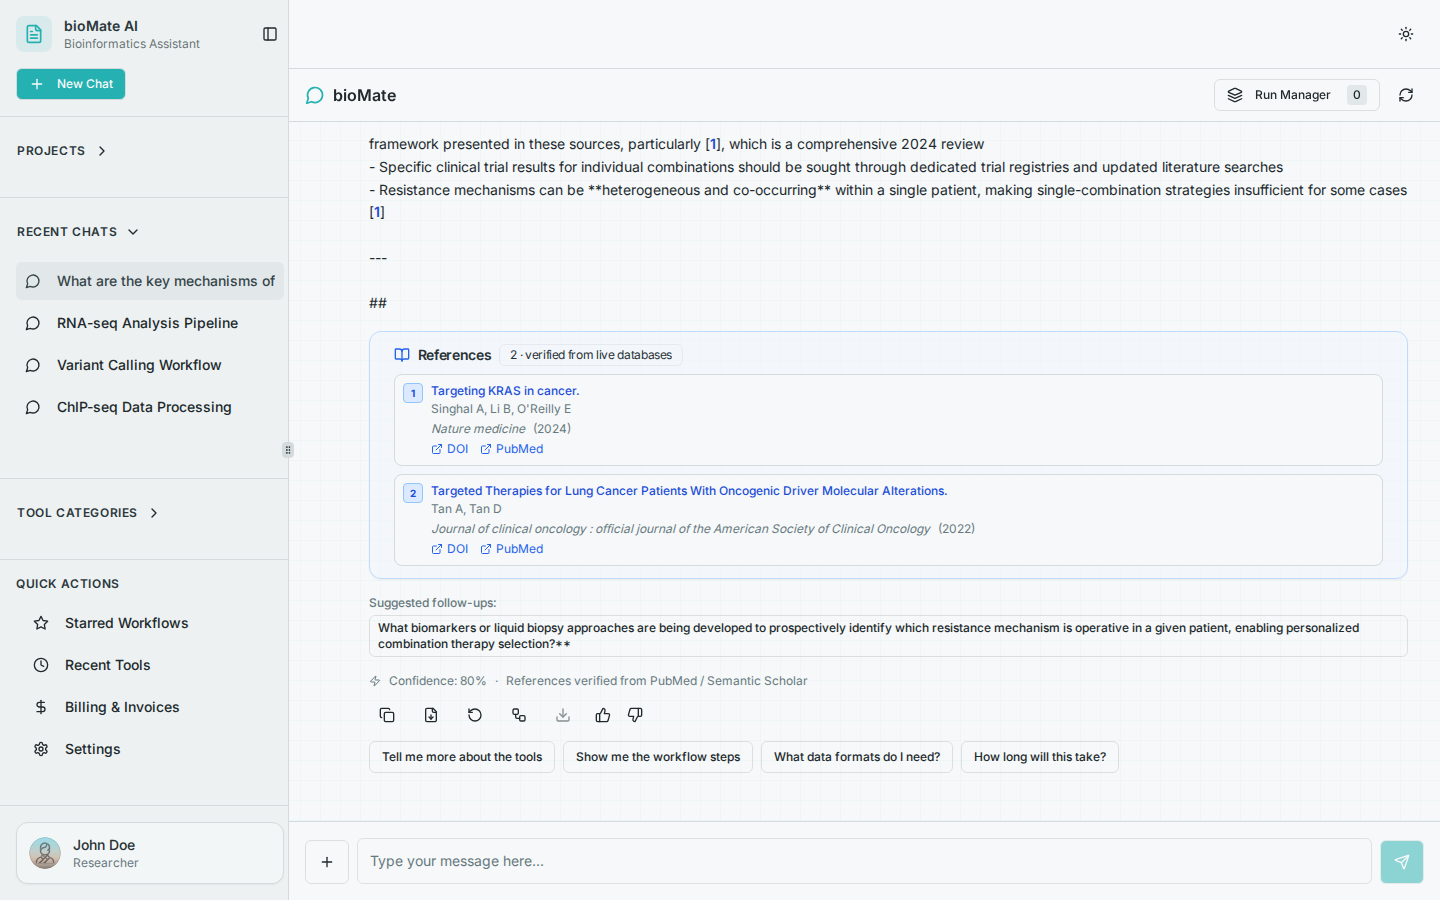 bioMate AI
Bioinformatics Assistant
New Chat
PROJECTS
RECENT CHATS
What are the key mechanisms of
RNA-seq Analysis Pipeline
Variant Calling Workflow
ChIP-seq Data Processing
TOOL CATEGORIES
QUICK ACTIONS
Starred Workflows
Recent Tools
Billing & Invoices
Settings
John Doe
Researcher
bioMate
Run Manager 0
framework presented in these sources, particularly [1], which is a comprehensive 2024 review
- Specific clinical trial results for individual combinations should be sought through dedicated trial registries and updated literature searches
- Resistance mechanisms can be **heterogeneous and co-occurring** within a single patient, making single-combination strategies insufficient for some cases
[1]
---
##
References 2 · verified from live databases
1 Targeting KRAS in cancer.
Singhal A, Li B, O'Reilly E
Nature medicine (2024)
DOI PubMed
2 Targeted Therapies for Lung Cancer Patients With Oncogenic Driver Molecular Alterations.
Tan A, Tan D
Journal of clinical oncology : official journal of the American Society of Clinical Oncology (2022)
DOI PubMed
Suggested follow-ups:
What biomarkers or liquid biopsy approaches are being developed to prospectively identify which resistance mechanism is operative in a given patient, enabling personalized
combination therapy selection?**
Confidence: 80% · References verified from PubMed / Semantic Scholar
Tell me more about the tools Show me the workflow steps What data formats do I need? How long will this take?
Type your message here...